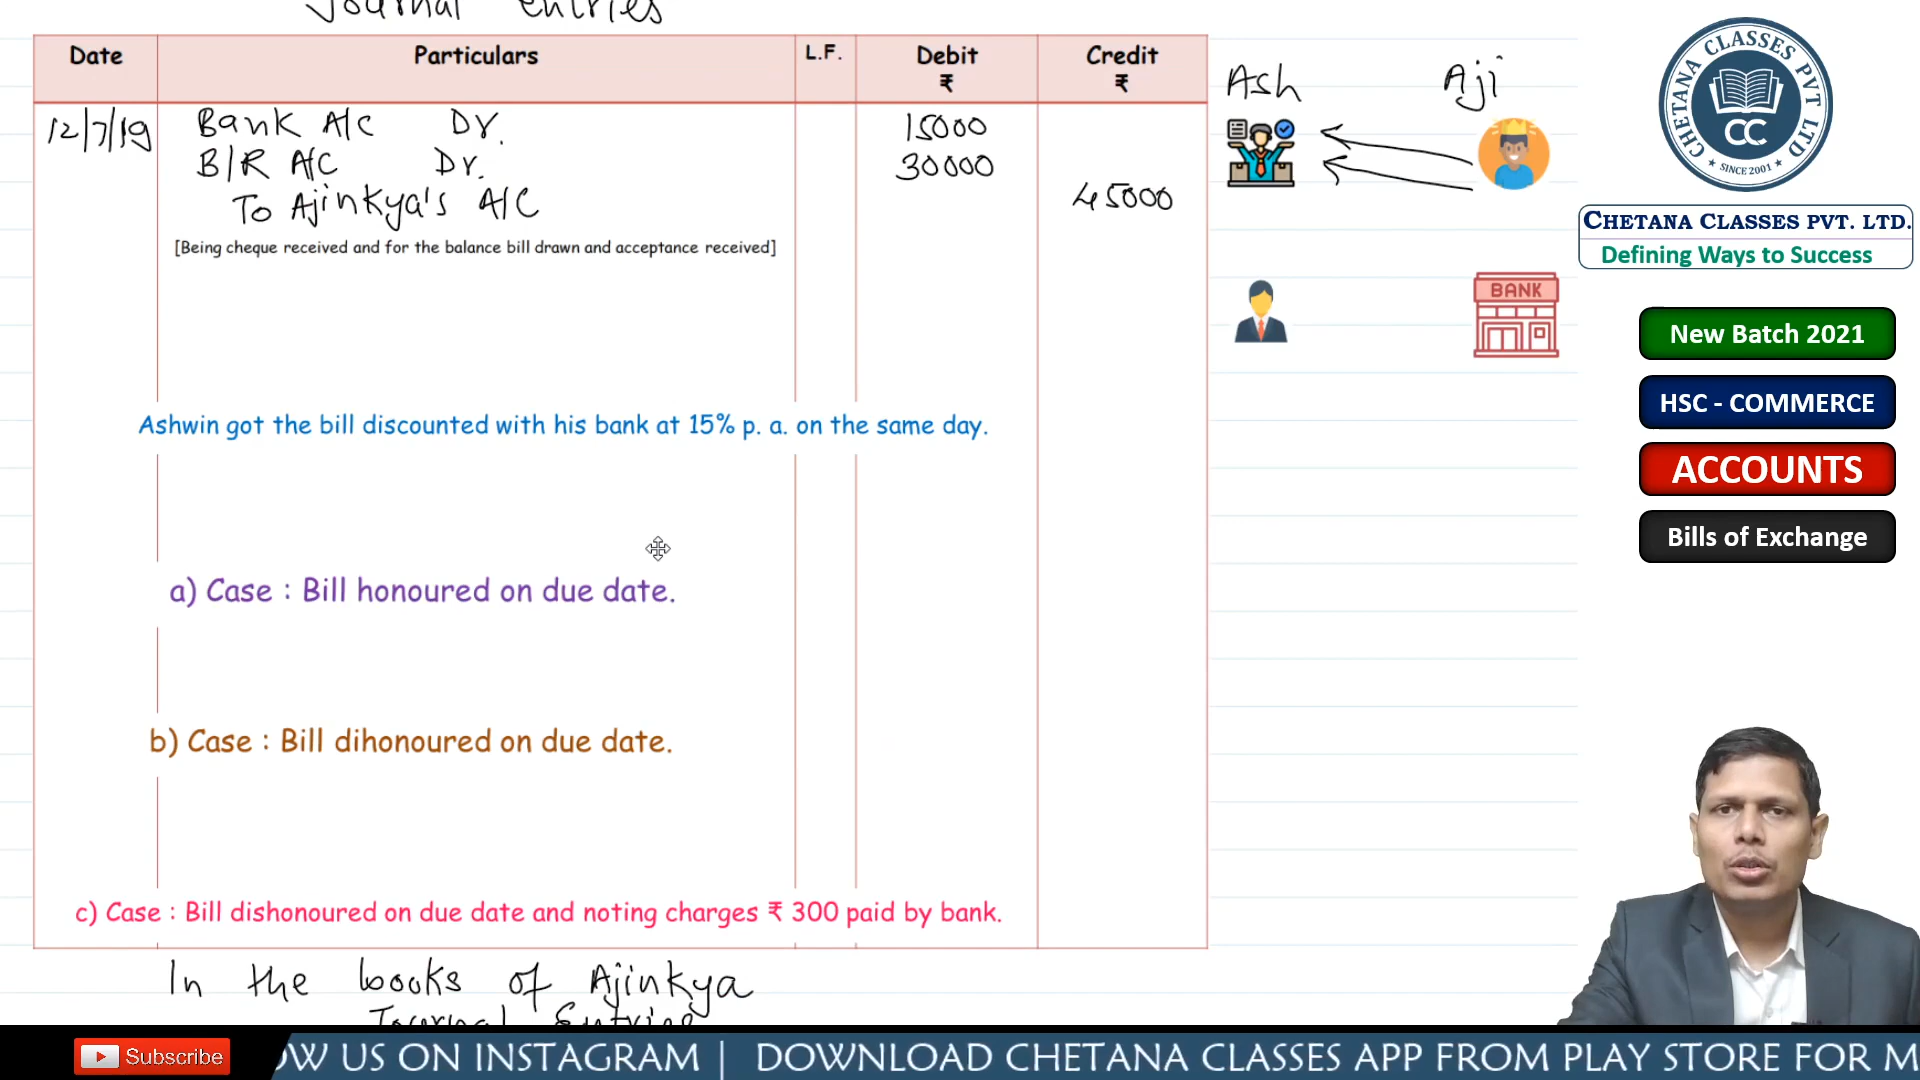 Journal entries
Date Particulars L.F. Debit ₹ Credit ₹
12/7/19 Bank A/C Dr. 15000
B/R A/C Dr. 30000
To Ajinkya's A/C 45000
[Being cheque received and for the balance bill drawn and acceptance received]
Ashwin got the bill discounted with his bank at 15% p. a. on the same day.
a) Case : Bill honoured on due date.
b) Case : Bill dihonoured on due date.
c) Case : Bill dishonoured on due date and noting charges ₹ 300 paid by bank.
In the books of Ajinkya
Journal Entries
Ash Aji
BANK
CHETANA CLASSES PVT LTD
CC
SINCE 2001
CHETANA CLASSES PVT. LTD.
Defining Ways to Success
New Batch 2021
HSC - COMMERCE
ACCOUNTS
Bills of Exchange
Subscribe
OW US ON INSTAGRAM | DOWNLOAD CHETANA CLASSES APP FROM PLAY STORE FOR M